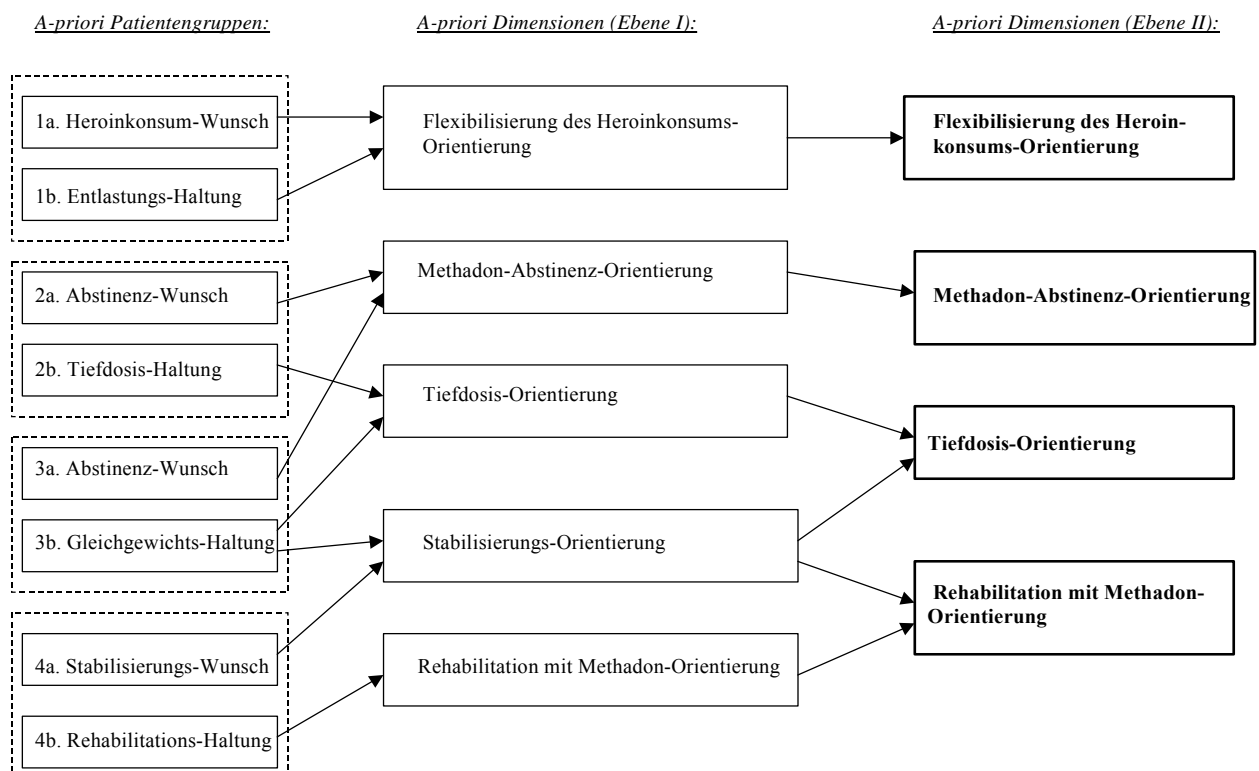 A-priori Patientengruppen:
A-priori Dimensionen (Ebene I):
A-priori Dimensionen (Ebene II):
1a. Heroinkonsum-Wunsch
1b. Entlastungs-Haltung
2a. Abstinenz-Wunsch
2b. Tiefdosis-Haltung
3a. Abstinenz-Wunsch
3b. Gleichgewichts-Haltung
4a. Stabilisierungs-Wunsch
4b. Rehabilitations-Haltung
Flexibilisierung des Heroinkonsums-
Orientierung
Methadon-Abstinenz-Orientierung
Tiefdosis-Orientierung
Stabilisierungs-Orientierung
Rehabilitation mit Methadon-Orientierung
Flexibilisierung des Heroin-
konsums-Orientierung
Methadon-Abstinenz-Orientierung
Tiefdosis-Orientierung
Rehabilitation mit Methadon-
Orientierung